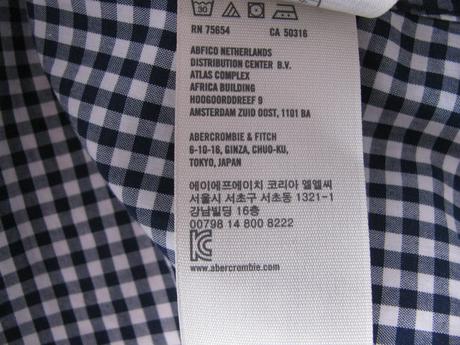 RN 75654 CA 50316
ABFICO NETHERLANDS
DISTRIBUTION CENTER B.V.
ATLAS COMPLEX
AFRICA BUILDING
HOOGOORDDREEF 9
AMSTERDAM ZUID OOST, 1101 BA
ABERCROMBIE & FITCH
6-10-16, GINZA, CHUO-KU,
TOKYO, JAPAN
에이에프에이치 코리아 엘엘씨
서울시 서초구 서초동 1321-1
강남빌딩 16층
00798 14 800 8222
www.abercrombie.com